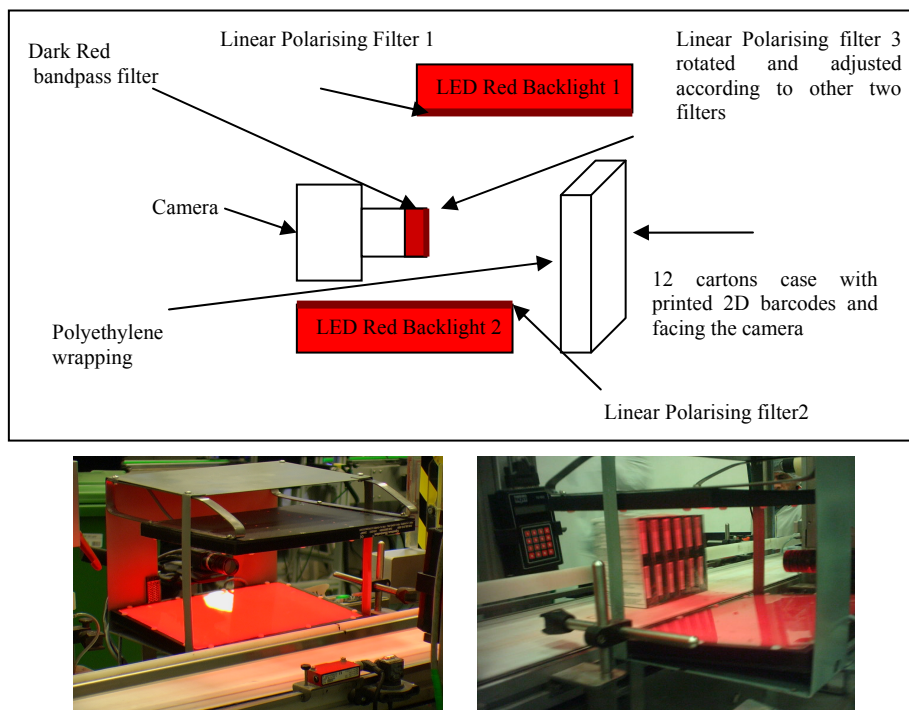 Linear Polarising Filter 1
Dark Red
bandpass filter
Linear Polarising filter 3
rotated and adjusted
according to other two
filters
LED Red Backlight 1
Camera
12 cartons case with
printed 2D barcodes and
facing the camera
LED Red Backlight 2
Polyethylene
wrapping
Linear Polarising filter2